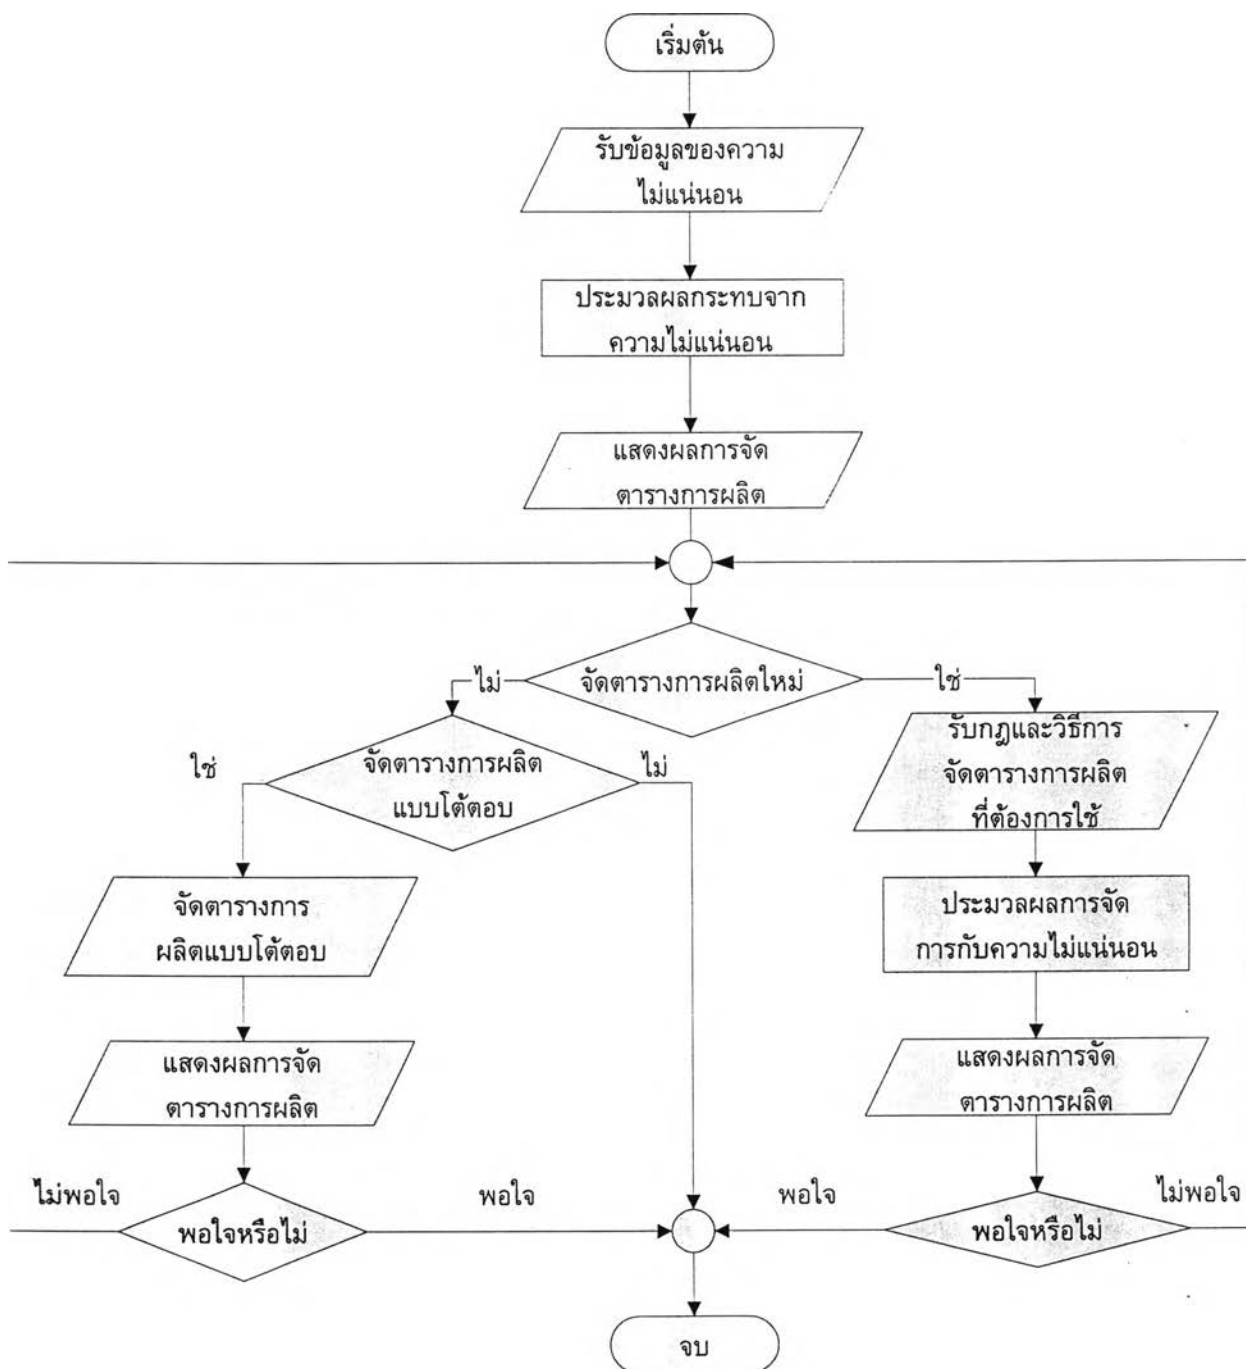 เริ่มต้น
รับข้อมูลของความ
ไม่แน่นอน
ประมวลผลกระทบจาก
ความไม่แน่นอน
แสดงผลการจัด
ตารางการผลิต
จัดตารางการผลิตใหม่
ไม่
ใช่
จัดตารางการผลิต
แบบโต้ตอบ
ใช่
ไม่
รับกฎและวิธีการ
จัดตารางการผลิต
ที่ต้องการใช้
จัดตารางการ
ผลิตแบบโต้ตอบ
ประมวลผลการจัด
การกับความไม่แน่นอน
แสดงผลการจัด
ตารางการผลิต
แสดงผลการจัด
ตารางการผลิต
ไม่พอใจ
พอใจหรือไม่
พอใจ
พอใจ
พอใจหรือไม่
ไม่พอใจ
จบ